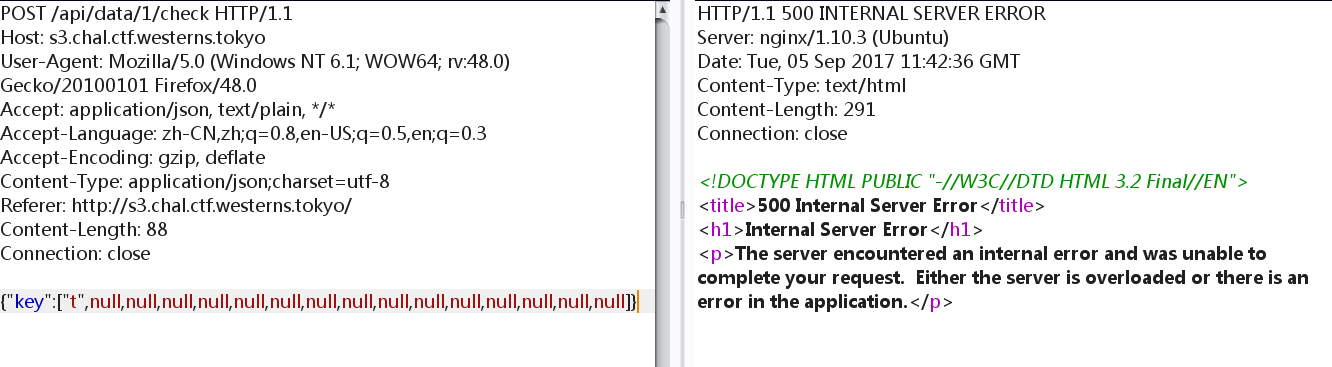 POST /api/data/1/check HTTP/1.1
Host: s3.chal.ctf.westerns.tokyo
User-Agent: Mozilla/5.0 (Windows NT 6.1; WOW64; rv:48.0)
Gecko/20100101 Firefox/48.0
Accept: application/json, text/plain, */*
Accept-Language: zh-CN,zh;q=0.8,en-US;q=0.5,en;q=0.3
Accept-Encoding: gzip, deflate
Content-Type: application/json;charset=utf-8
Referer: http://s3.chal.ctf.westerns.tokyo/
Content-Length: 88
Connection: close
{"key":["t",null,null,null,null,null,null,null,null,null,null,null,null,null,null,null]}
HTTP/1.1 500 INTERNAL SERVER ERROR
Server: nginx/1.10.3 (Ubuntu)
Date: Tue, 05 Sep 2017 11:42:36 GMT
Content-Type: text/html
Content-Length: 291
Connection: close
<!DOCTYPE HTML PUBLIC "-//W3C//DTD HTML 3.2 Final//EN">
<title>500 Internal Server Error</title>
<h1>Internal Server Error</h1>
<p>The server encountered an internal error and was unable to
complete your request.  Either the server is overloaded or there is an
error in the application.</p>